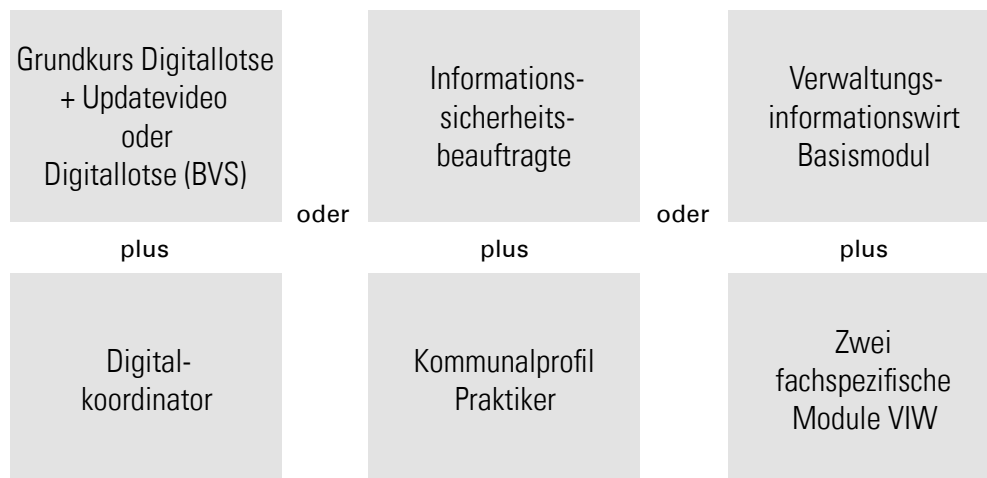 Grundkurs Digitallotse
+ Updatevideo
oder
Digitallotse (BVS)
plus
Digital-
koordinator
oder
Informations-
sicherheits-
beauftragte
plus
Kommunalprofil
Praktiker
oder
Verwaltungs-
informationswirt
Basismodul
plus
Zwei
fachspezifische
Module VIW